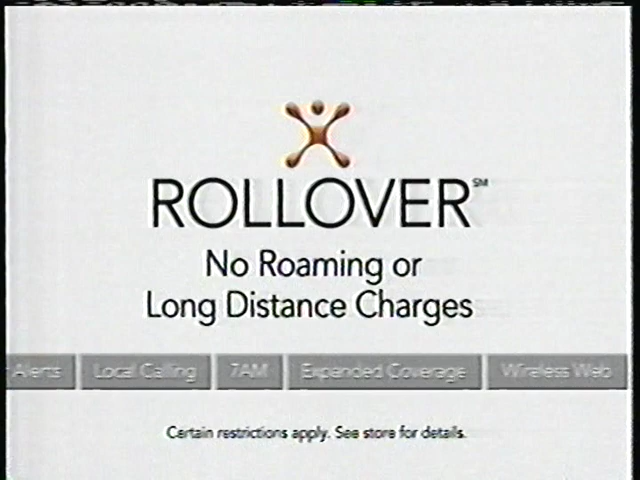 ROLLOVER℠
No Roaming or
Long Distance Charges
Alerts Local Calling 7AM Expanded Coverage Wireless Web
Certain restrictions apply. See store for details.